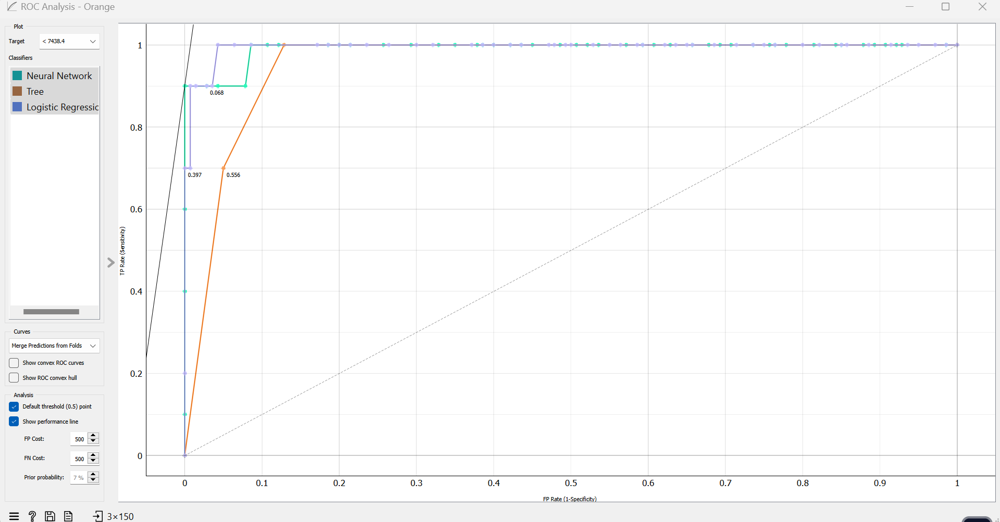 ROC Analysis - Orange
Plot
Target
< 7438.4
Classifiers
Neural Network
Tree
Logistic Regressic
Curves
Merge Predictions from Folds
Show convex ROC curves
Show ROC convex hull
Analysis
Default threshold (0.5) point
Show performance line
FP Cost:
500
FN Cost:
500
Prior probability:
7 %
3×150
TP Rate (Sensitivity)
1
0.8
0.6
0.4
0.2
0
0.068
0.397
0.556
0
0.1
0.2
0.3
0.4
0.5
0.6
0.7
0.8
0.9
1
FP Rate (1-Specificity)